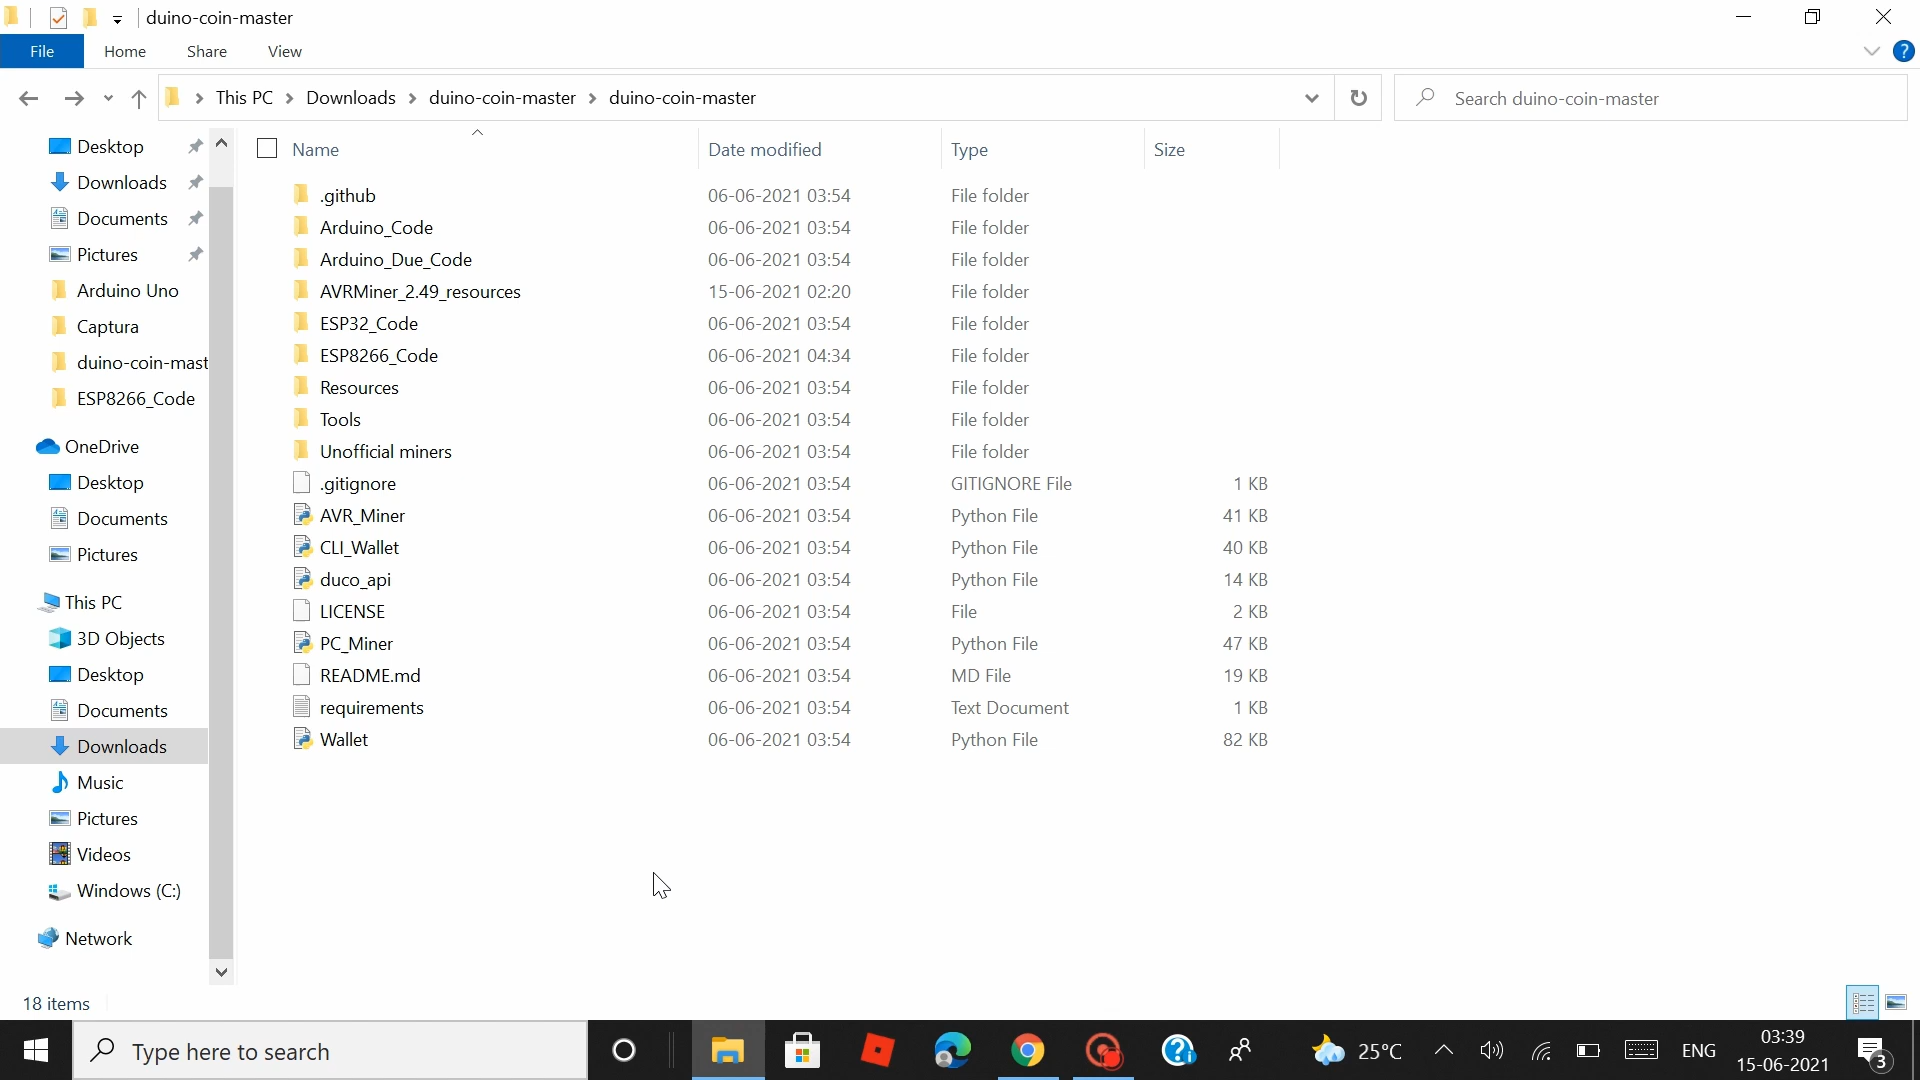 duino-coin-master
File Home Share View
This PC Downloads duino-coin-master duino-coin-master
Search duino-coin-master
Desktop
Downloads
Documents
Pictures
Arduino Uno
Captura
duino-coin-mast
ESP8266_Code
OneDrive
Desktop
Documents
Pictures
This PC
3D Objects
Desktop
Documents
Downloads
Music
Pictures
Videos
Windows (C:)
Network
Name Date modified Type Size
.github 06-06-2021 03:54 File folder
Arduino_Code 06-06-2021 03:54 File folder
Arduino_Due_Code 06-06-2021 03:54 File folder
AVRMiner_2.49_resources 15-06-2021 02:20 File folder
ESP32_Code 06-06-2021 03:54 File folder
ESP8266_Code 06-06-2021 04:34 File folder
Resources 06-06-2021 03:54 File folder
Tools 06-06-2021 03:54 File folder
Unofficial miners 06-06-2021 03:54 File folder
.gitignore 06-06-2021 03:54 GITIGNORE File 1 KB
AVR_Miner 06-06-2021 03:54 Python File 41 KB
CLI_Wallet 06-06-2021 03:54 Python File 40 KB
duco_api 06-06-2021 03:54 Python File 14 KB
LICENSE 06-06-2021 03:54 File 2 KB
PC_Miner 06-06-2021 03:54 Python File 47 KB
README.md 06-06-2021 03:54 MD File 19 KB
requirements 06-06-2021 03:54 Text Document 1 KB
Wallet 06-06-2021 03:54 Python File 82 KB
18 items
Type here to search
25°C
ENG
03:39
15-06-2021
3